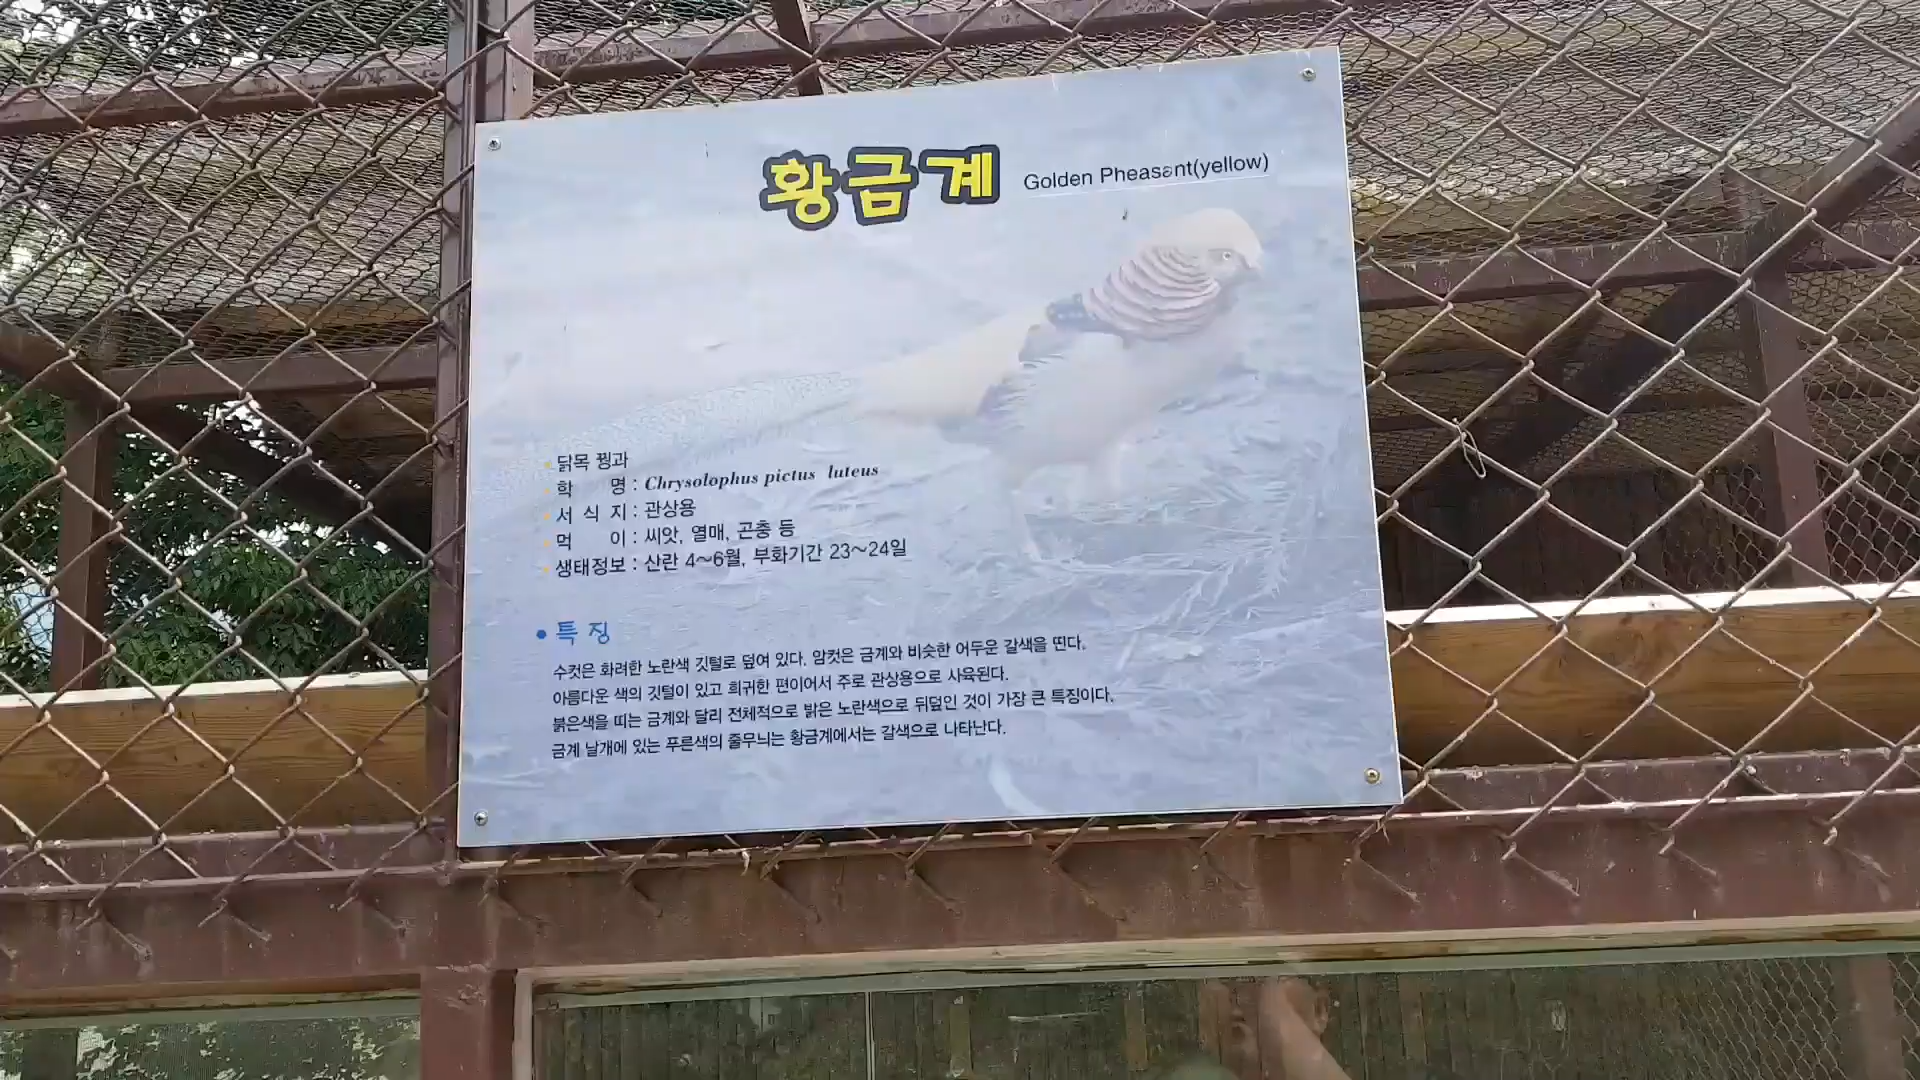 황금계 Golden Pheasant(yellow)
닭목 꿩과
학 명 : Chrysolophus pictus luteus
서 식 지 : 관상용
먹 이 : 씨앗, 열매, 곤충 등
생태정보 : 산란 4~6월, 부화기간 23~24일
• 특징
수컷은 화려한 노란색 깃털로 덮여 있다. 암컷은 금계와 비슷한 어두운 갈색을 띤다.
아름다운 색의 깃털이 있고 희귀한 편이어서 주로 관상용으로 사육된다.
붉은색을 띠는 금계와 달리 전체적으로 밝은 노란색으로 뒤덮인 것이 가장 큰 특징이다.
금계 날개에 있는 푸른색의 줄무늬는 황금계에서는 갈색으로 나타난다.